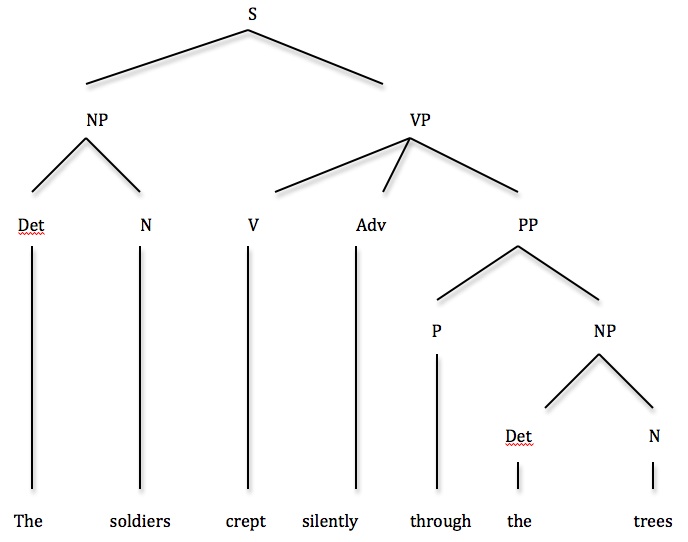 S
NP VP
Det N V Adv PP
P NP
Det N
The soldiers crept silently through the trees